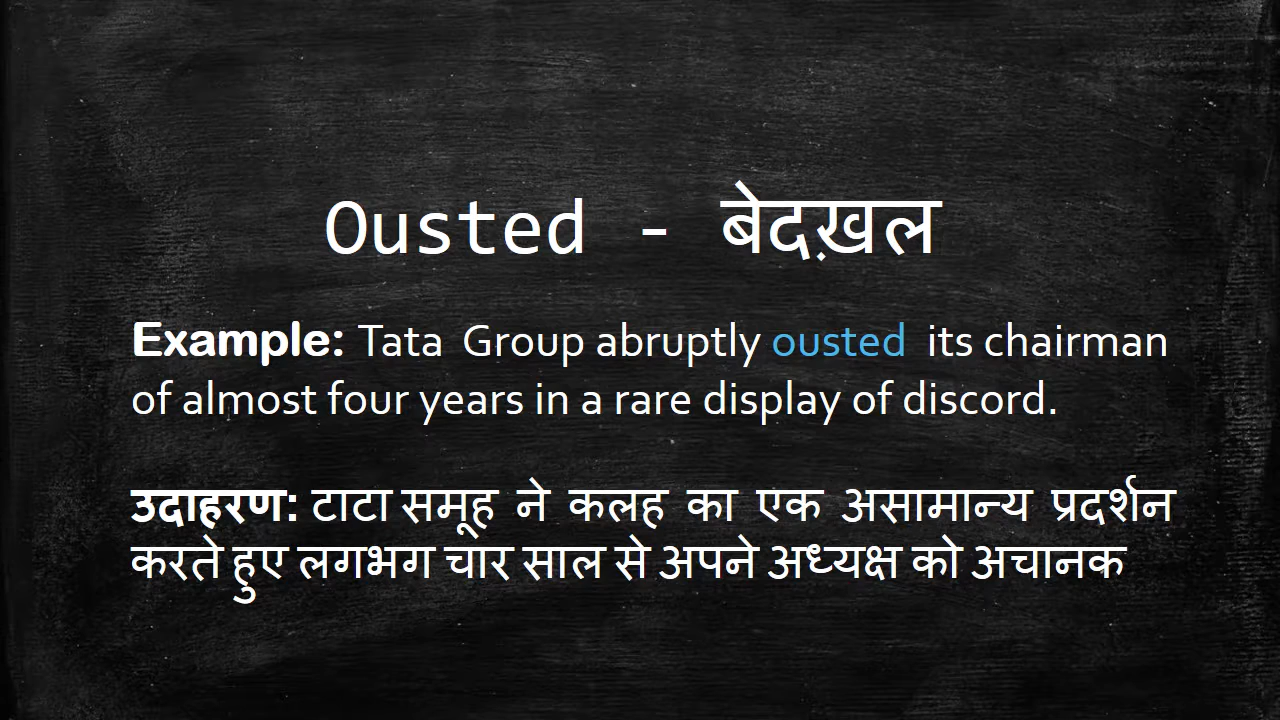 Ousted - बेदख़ल
Example: Tata Group abruptly ousted its chairman
of almost four years in a rare display of discord.
उदाहरण: टाटा समूह ने कलह का एक असामान्य प्रदर्शन
करते हुए लगभग चार साल से अपने अध्यक्ष को अचानक